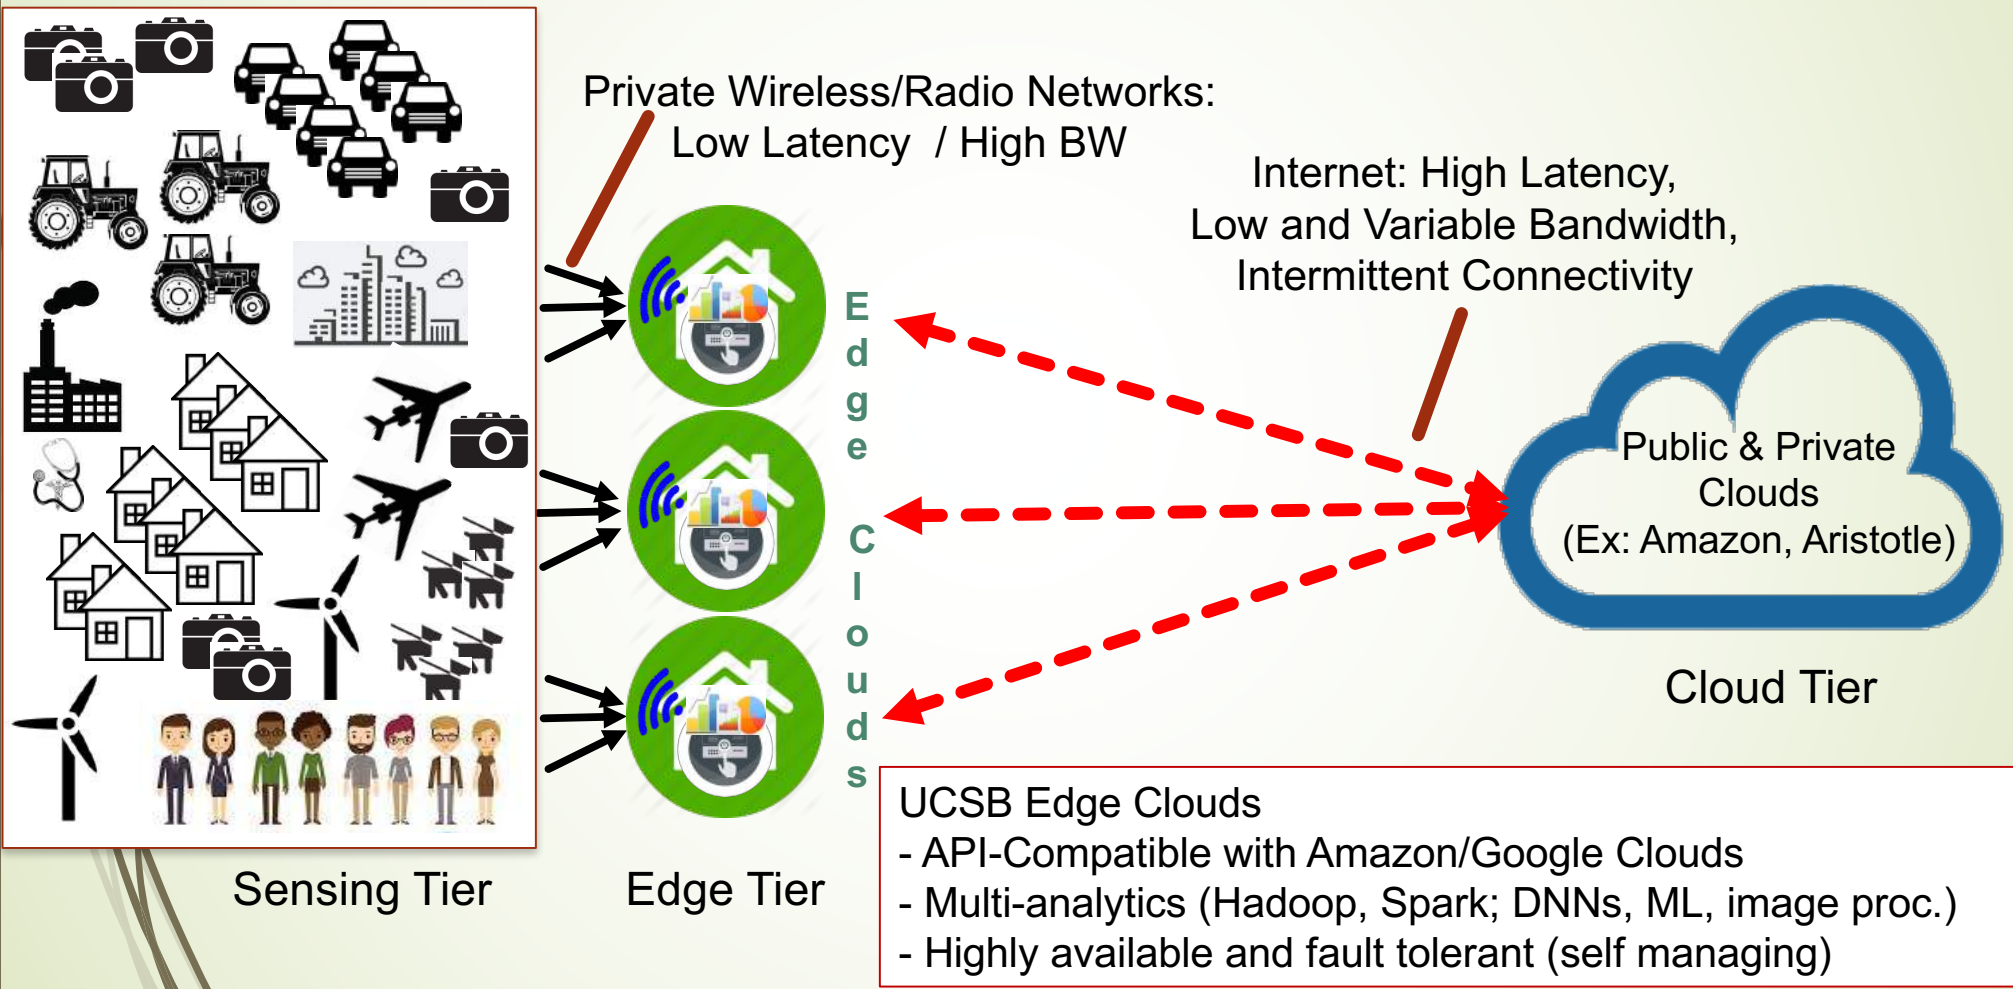 Private Wireless/Radio Networks:
Low Latency / High BW
Internet: High Latency,
Low and Variable Bandwidth,
Intermittent Connectivity
Edge
Clouds
Public & Private
Clouds
(Ex: Amazon, Aristotle)
Cloud Tier
Sensing Tier
Edge Tier
UCSB Edge Clouds
- API-Compatible with Amazon/Google Clouds
- Multi-analytics (Hadoop, Spark; DNNs, ML, image proc.)
- Highly available and fault tolerant (self managing)